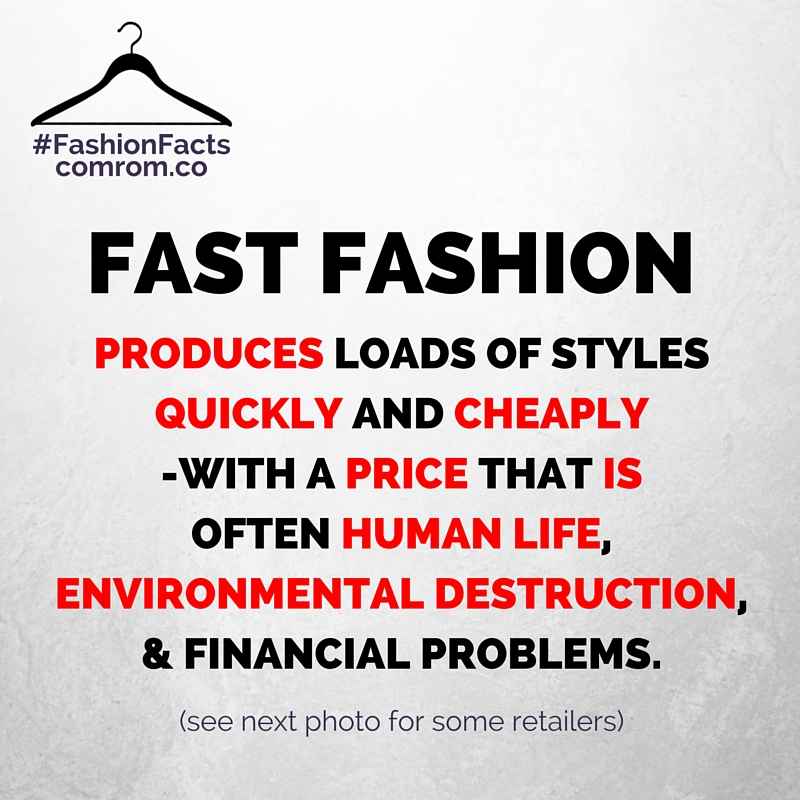 #FashionFacts
comrom.co
FAST FASHION
PRODUCES LOADS OF STYLES
QUICKLY AND CHEAPLY
-WITH A PRICE THAT IS
OFTEN HUMAN LIFE,
ENVIRONMENTAL DESTRUCTION,
& FINANCIAL PROBLEMS.
(see next photo for some retailers)